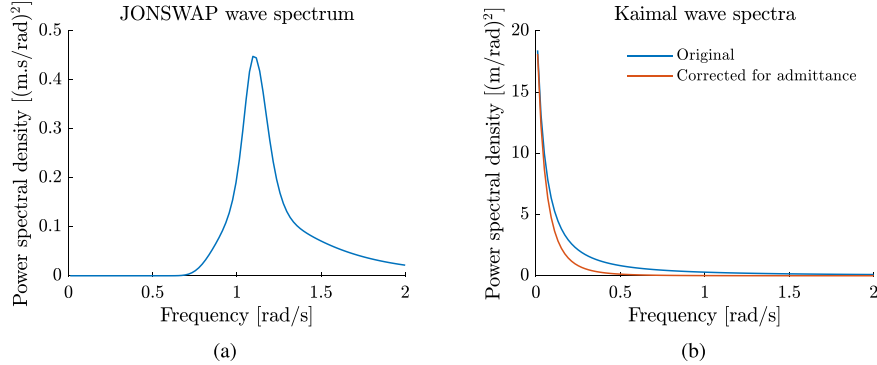 JONSWAP wave spectrum
Power spectral density [(m.s/rad)²]
0.5
0.4
0.3
0.2
0.1
0
0
0.5
1
1.5
2
Frequency [rad/s]
(a)
Kaimal wave spectra
Power spectral density [(m/rad)²]
20
15
10
5
0
Original
Corrected for admittance
0
0.5
1
1.5
2
Frequency [rad/s]
(b)